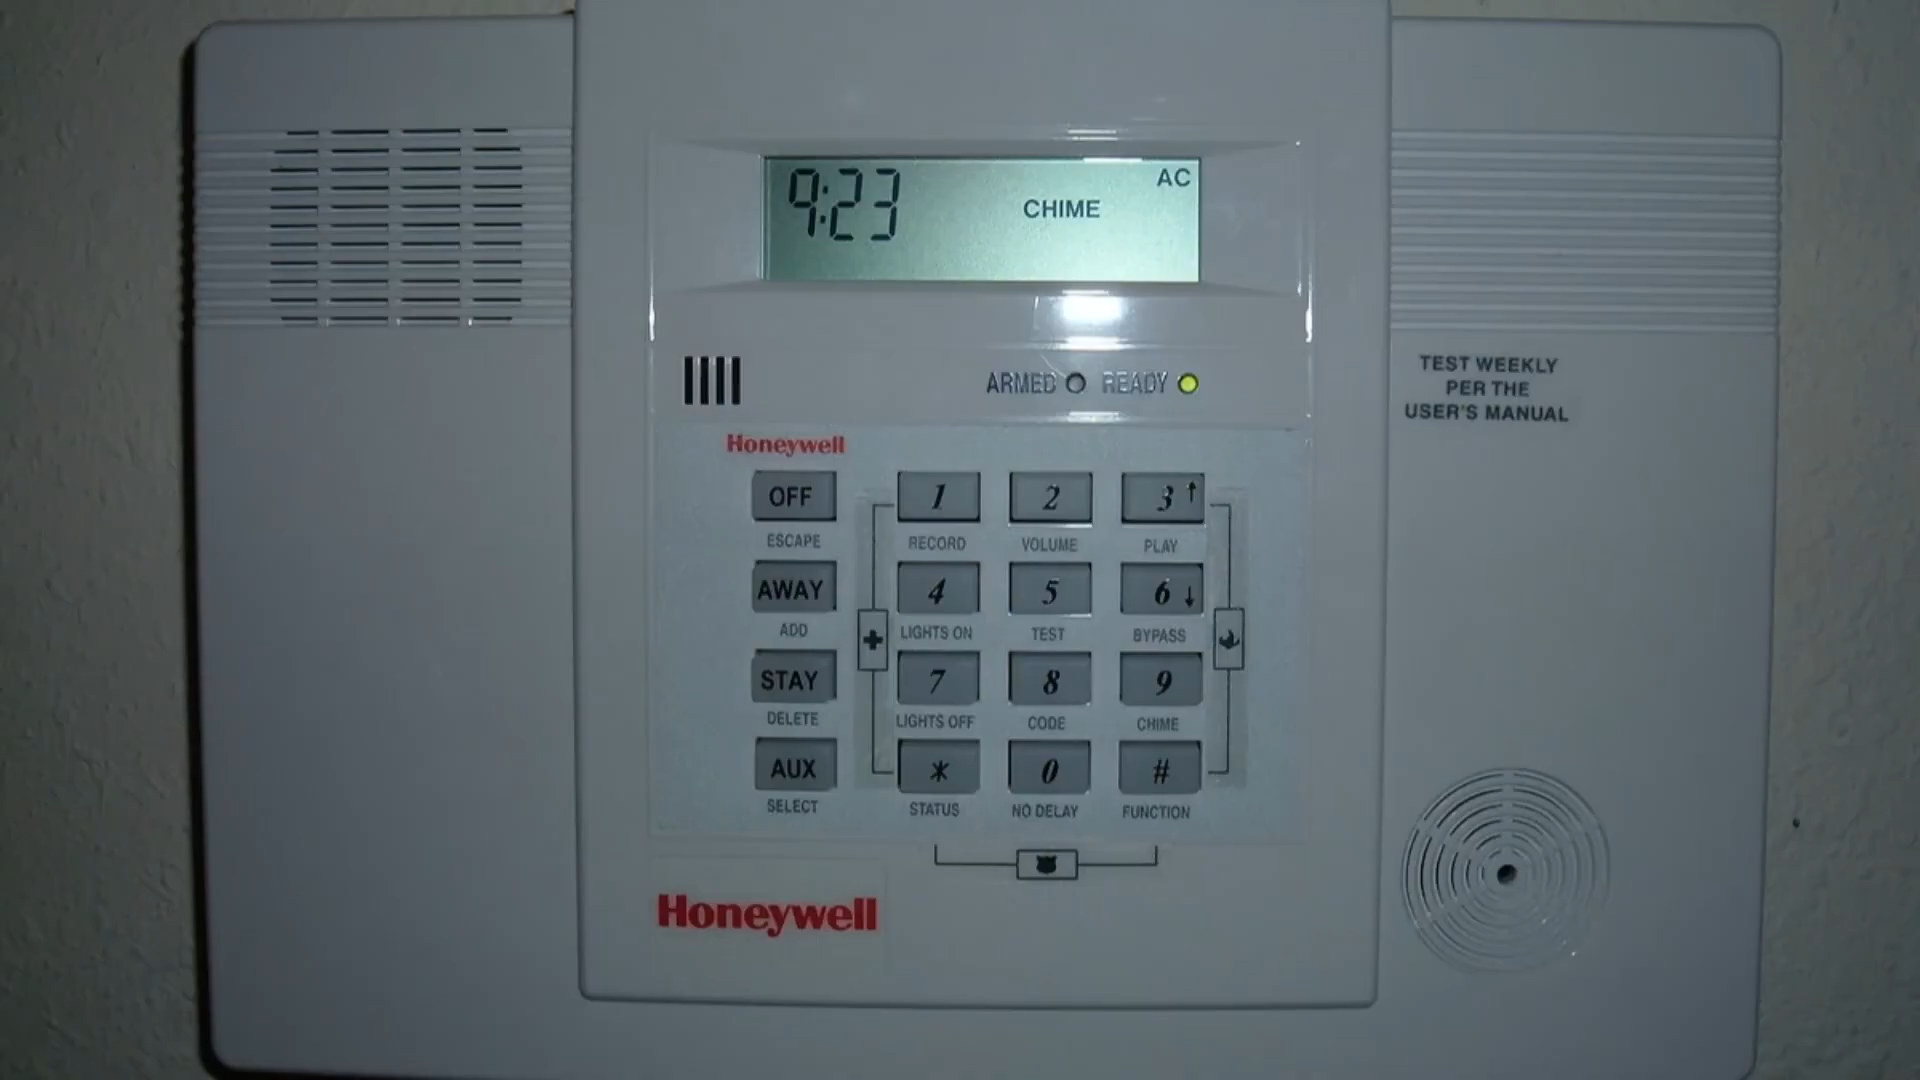 9:23 CHIME AC
ARMED READY
TEST WEEKLY
PER THE
USER'S MANUAL
Honeywell
OFF 1 2 3 ↑
ESCAPE RECORD VOLUME PLAY
AWAY 4 5 6 ↓
ADD LIGHTS ON TEST BYPASS
STAY 7 8 9
DELETE LIGHTS OFF CODE CHIME
AUX * 0 #
SELECT STATUS NO DELAY FUNCTION
Honeywell